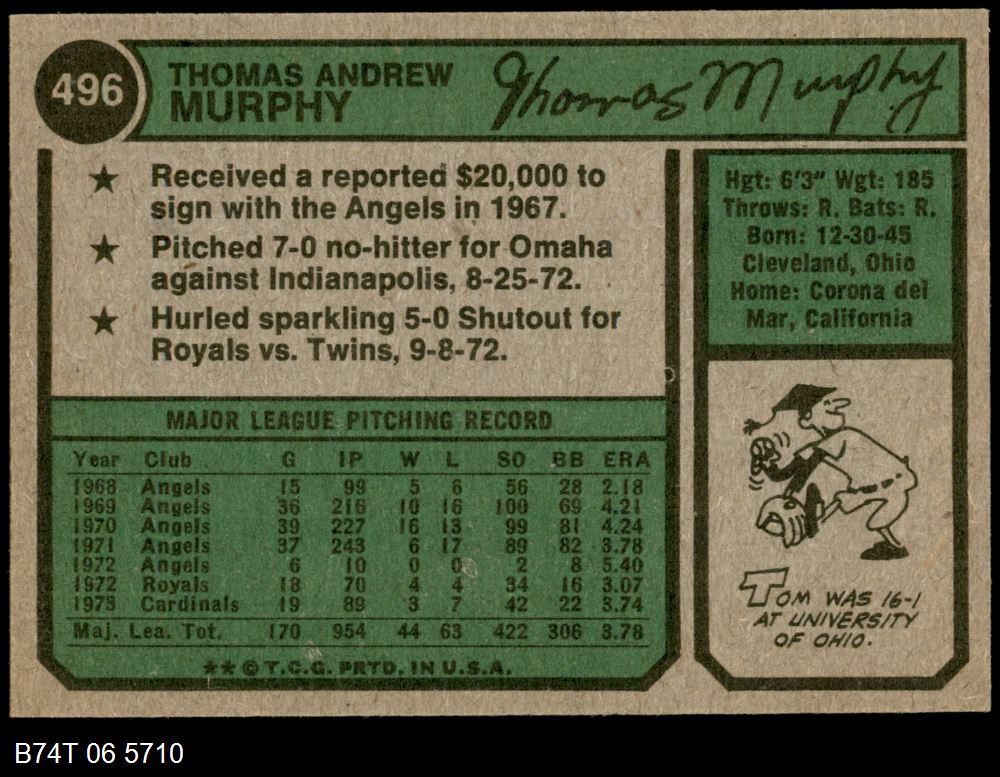 496
THOMAS ANDREW
MURPHY
Thomas Murphy
★ Received a reported $20,000 to
sign with the Angels in 1967.
★ Pitched 7-0 no-hitter for Omaha
against Indianapolis, 8-25-72.
★ Hurled sparkling 5-0 Shutout for
Royals vs. Twins, 9-8-72.
Hgt: 6'3" Wgt: 185
Throws: R. Bats: R.
Born: 12-30-45
Cleveland, Ohio
Home: Corona del
Mar, California
MAJOR LEAGUE PITCHING RECORD
Year Club G IP W L SO BB ERA
1968 Angels 15 99 5 6 56 28 2.18
1969 Angels 36 216 10 16 100 69 4.21
1970 Angels 39 227 16 13 99 81 4.24
1971 Angels 37 243 6 17 89 82 3.78
1972 Angels 6 10 0 0 2 8 5.40
1972 Royals 18 70 4 4 34 16 3.07
1973 Cardinals 19 89 3 7 42 22 3.74
Maj. Lea. Tot. 170 954 44 63 422 306 3.78
★★ © T.C.G. PRTD. IN U.S.A.
TOM WAS 16-1
AT UNIVERSITY
OF OHIO.
B74T 06 5710